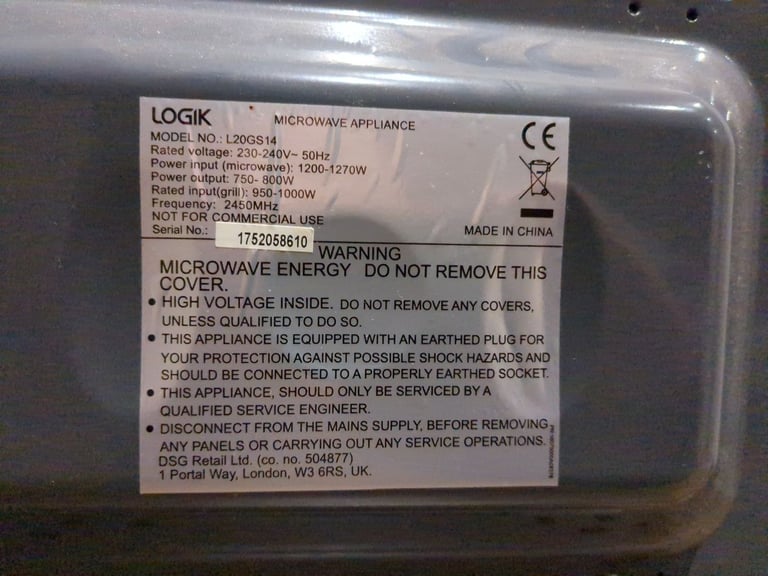 LOGIK
MICROWAVE APPLIANCE
MODEL NO.: L20GS14
Rated voltage: 230-240V~ 50Hz
Power input (microwave): 1200-1270W
Power output: 750- 800W
Rated input(grill): 950-1000W
Frequency: 2450MHz
NOT FOR COMMERCIAL USE
Serial No.: 1752058610
CE
MADE IN CHINA
WARNING
MICROWAVE ENERGY DO NOT REMOVE THIS
COVER.
• HIGH VOLTAGE INSIDE. DO NOT REMOVE ANY COVERS,
UNLESS QUALIFIED TO DO SO.
• THIS APPLIANCE IS EQUIPPED WITH AN EARTHED PLUG FOR
YOUR PROTECTION AGAINST POSSIBLE SHOCK HAZARDS AND
SHOULD BE CONNECTED TO A PROPERLY EARTHED SOCKET.
• THIS APPLIANCE, SHOULD ONLY BE SERVICED BY A
QUALIFIED SERVICE ENGINEER.
• DISCONNECT FROM THE MAINS SUPPLY, BEFORE REMOVING
ANY PANELS OR CARRYING OUT ANY SERVICE OPERATIONS.
DSG Retail Ltd. (co. no. 504877)
1 Portal Way, London, W3 6RS, UK.